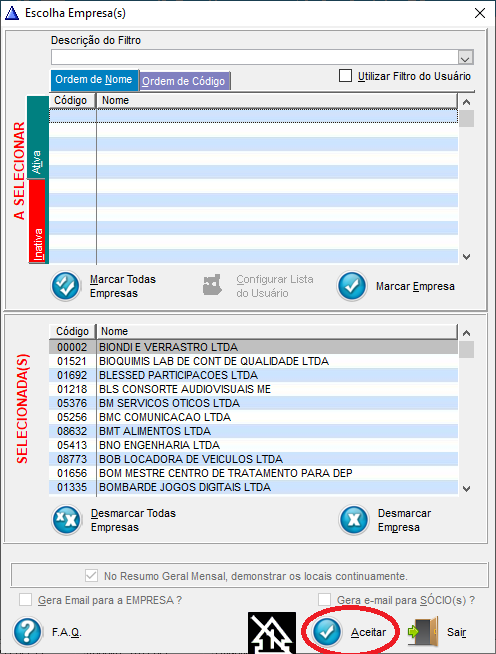 Escolha Empresa(s)
Descrição do Filtro
Ordem de Nome
Ordem de Código
Utilizar Filtro do Usuário
Código Nome
A SELECIONAR
Ativa
Inativa
Marcar Todas
Empresas
Configurar Lista
do Usuário
Marcar Empresa
SELECIONADA(S)
Código Nome
00002 BIONDI E VERRASTRO LTDA
01521 BIOQUIMIS LAB DE CONT DE QUALIDADE LTDA
01692 BLESSED PARTICIPACOES LTDA
01218 BLS CONSORTE AUDIOVISUAIS ME
05376 BM SERVICOS OTICOS LTDA
05256 BMC COMUNICACAO LTDA
08632 BMT ALIMENTOS LTDA
05413 BNO ENGENHARIA LTDA
08773 BOB LOCADORA DE VEICULOS LTDA
01656 BOM MESTRE CENTRO DE TRATAMENTO PARA DEP
01335 BOMBARDE JOGOS DIGITAIS LTDA
Desmarcar Todas
Empresas
Desmarcar
Empresa
No Resumo Geral Mensal, demonstrar os locais continuamente.
Gera Email para a EMPRESA ?
Gera e-mail para SÓCIO(s) ?
F.A.Q.
Aceitar
Sair